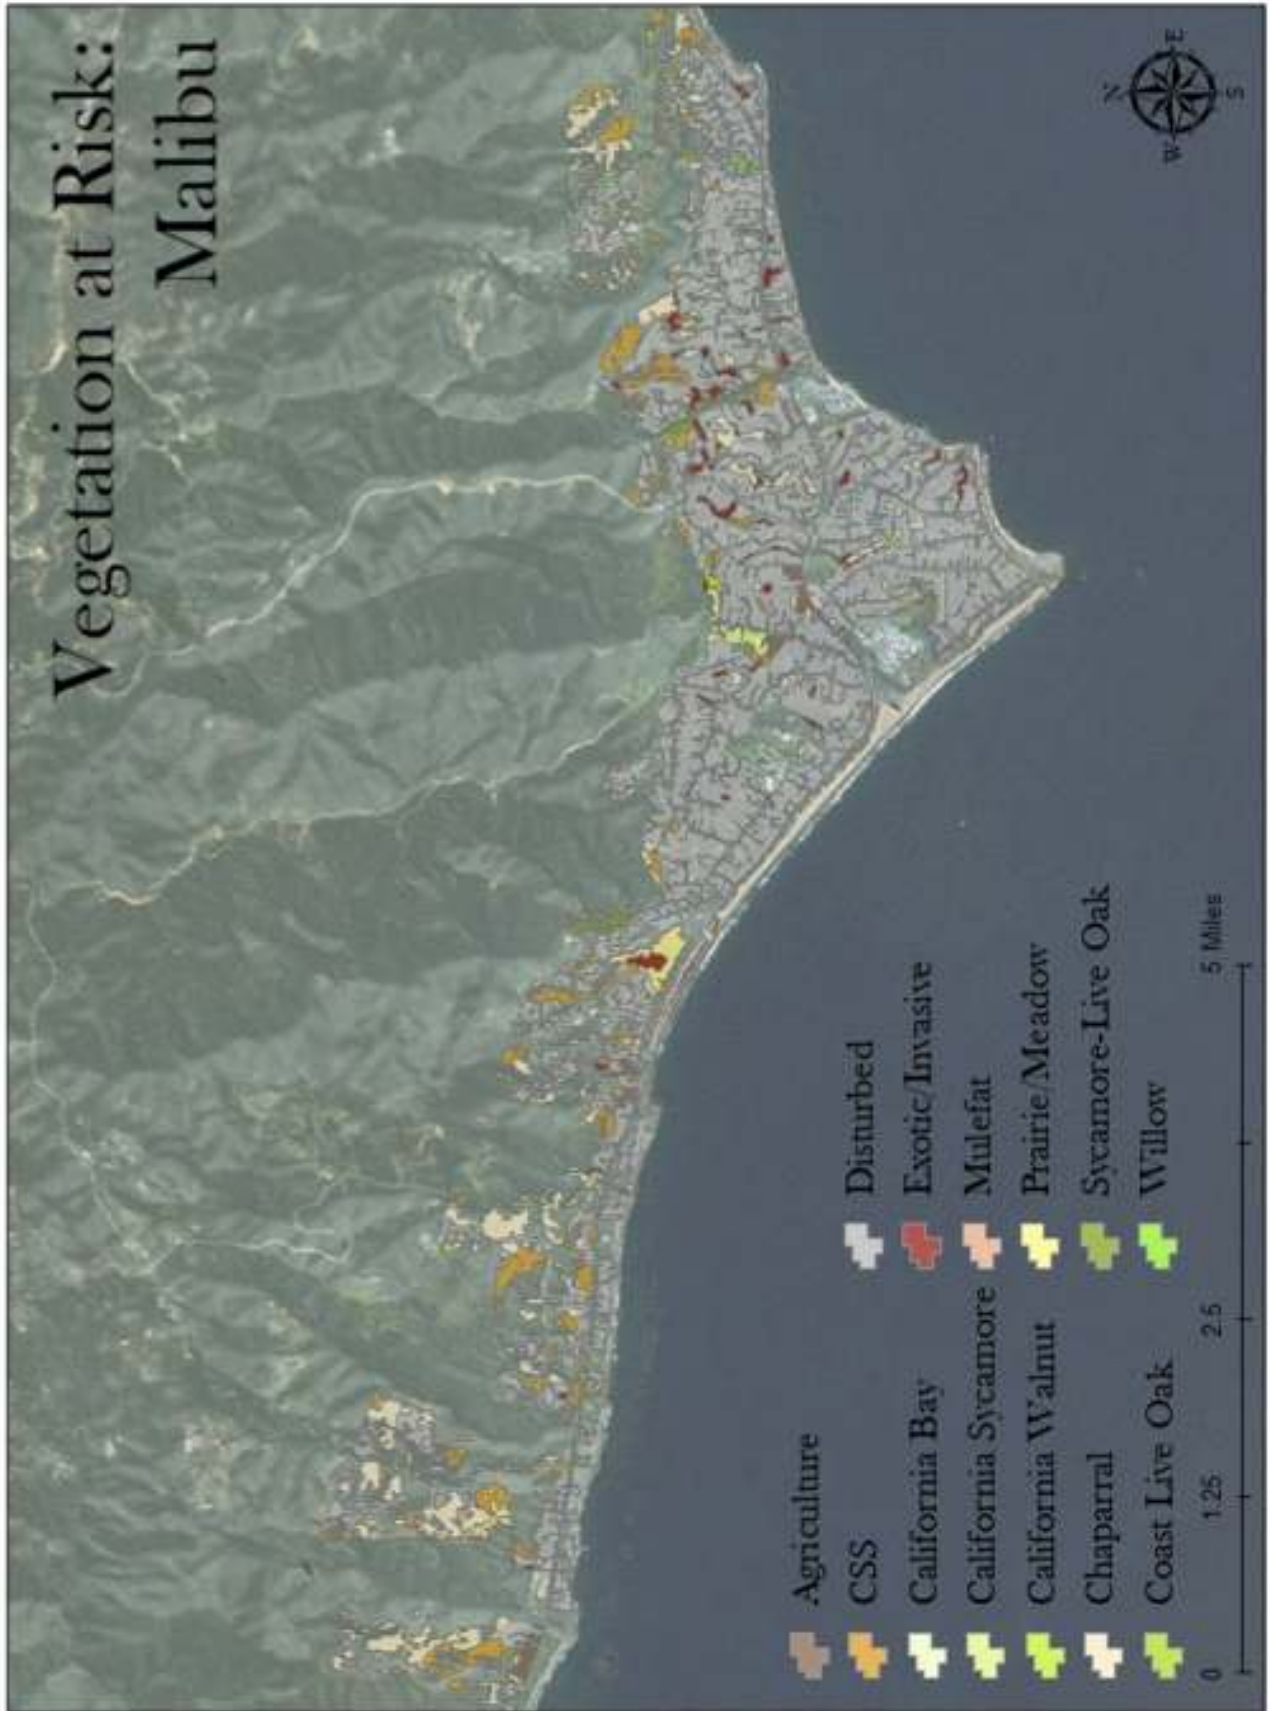 Vegetation at Risk:
Malibu
Agriculture
CSS
California Bay
California Sycamore
California Walnut
Chaparral
Coast Live Oak
Disturbed
Exotic/Invasive
Mulefat
Prairie/Meadow
Sycamore-Live Oak
Willow
0 1.25 2.5 5 Miles
N
W E
S